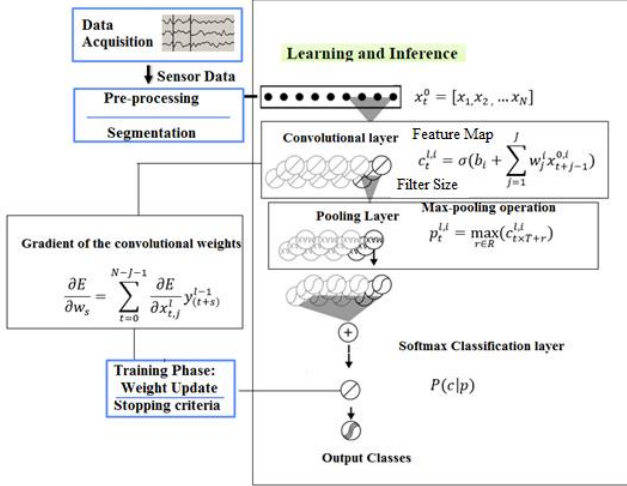 Data
Acquisition
Sensor Data
Pre-processing
Segmentation
Learning and Inference
x_t^0 = [x_1, x_2, ... x_N]
Convolutional layer
Feature Map
c_t^{l,i} = σ(b_i + ∑_{j=1}^{J} w_j^i x_{t+j-1}^{0,i})
Filter Size
Pooling Layer
Max-pooling operation
p_t^{l,i} = max_{r∈R}(c_{t×T+r}^{l,i})
Gradient of the convolutional weights
∂E/∂w_s = ∑_{t=0}^{N-J-1} ∂E/∂x_{t,j}^l y_{(t+s)}^{l-1}
Softmax Classification layer
P(c|p)
Training Phase:
Weight Update
Stopping criteria
Output Classes